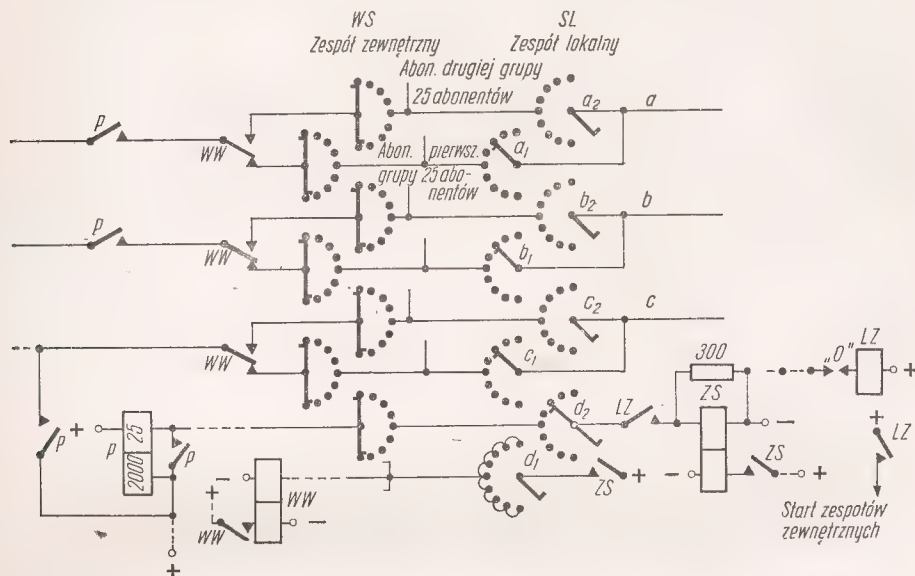 WS
Zespół zewnętrzny
SL
Zespół lokalny
Abon. drugiej grupy
25 abonentów
a₂
a
P
WW
Abon. pierwsz.
grupy 25 abo-
nentów
a₁
b₂
b
P
WW
b₁
c₂
c
WW
c₁
300
„0" LZ
+
ZS
d₂
LZ
−
+
P
+
P
25
2000
P
d₁
ZS
+
−
ZS
+
+
LZ
−
+
WW
−
WW
+
Start zespołów
zewnętrznych